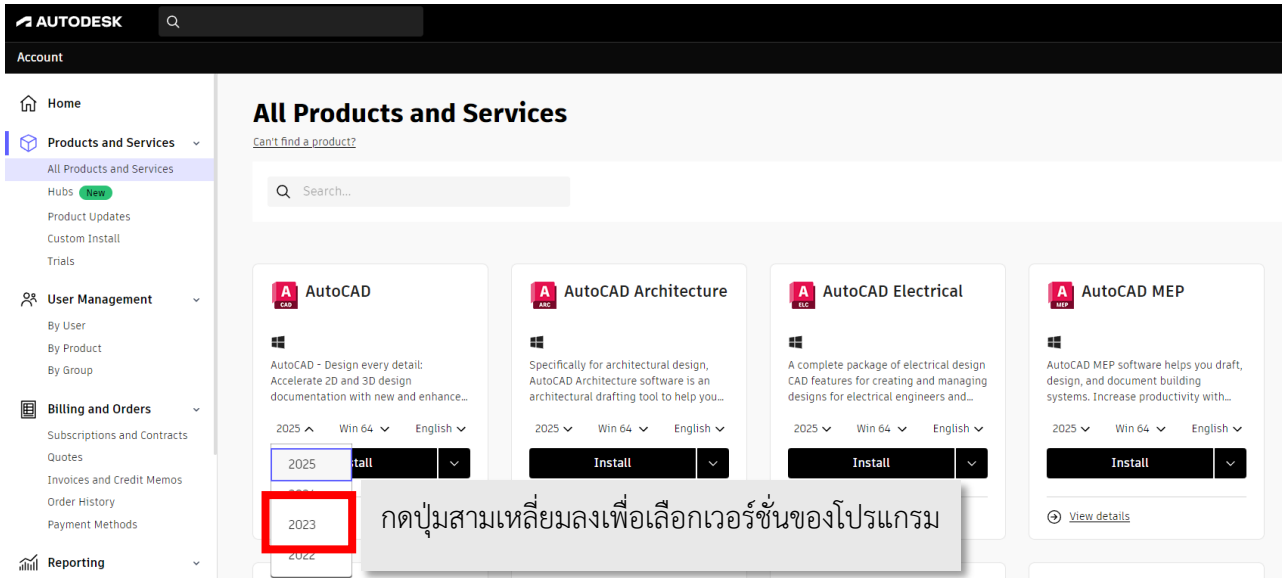 AUTODESK
Account
Home
Products and Services
All Products and Services
Hubs New
Product Updates
Custom Install
Trials
User Management
By User
By Product
By Group
Billing and Orders
Subscriptions and Contracts
Quotes
Invoices and Credit Memos
Order History
Payment Methods
Reporting
All Products and Services
Can't find a product?
Search...
A CAD AutoCAD
AutoCAD - Design every detail:
Accelerate 2D and 3D design
documentation with new and enhance...
2025 Win 64 English
2025
2023
2022
A ARC AutoCAD Architecture
Specifically for architectural design,
AutoCAD Architecture software is an
architectural drafting tool to help you...
2025 Win 64 English
Install
A ELC AutoCAD Electrical
A complete package of electrical design
CAD features for creating and managing
designs for electrical engineers and...
2025 Win 64 English
Install
A MEP AutoCAD MEP
AutoCAD MEP software helps you draft,
design, and document building
systems. Increase productivity with...
2025 Win 64 English
Install
View details
กดปุ่มสามเหลี่ยมลงเพื่อเลือกเวอร์ชั่นของโปรแกรม